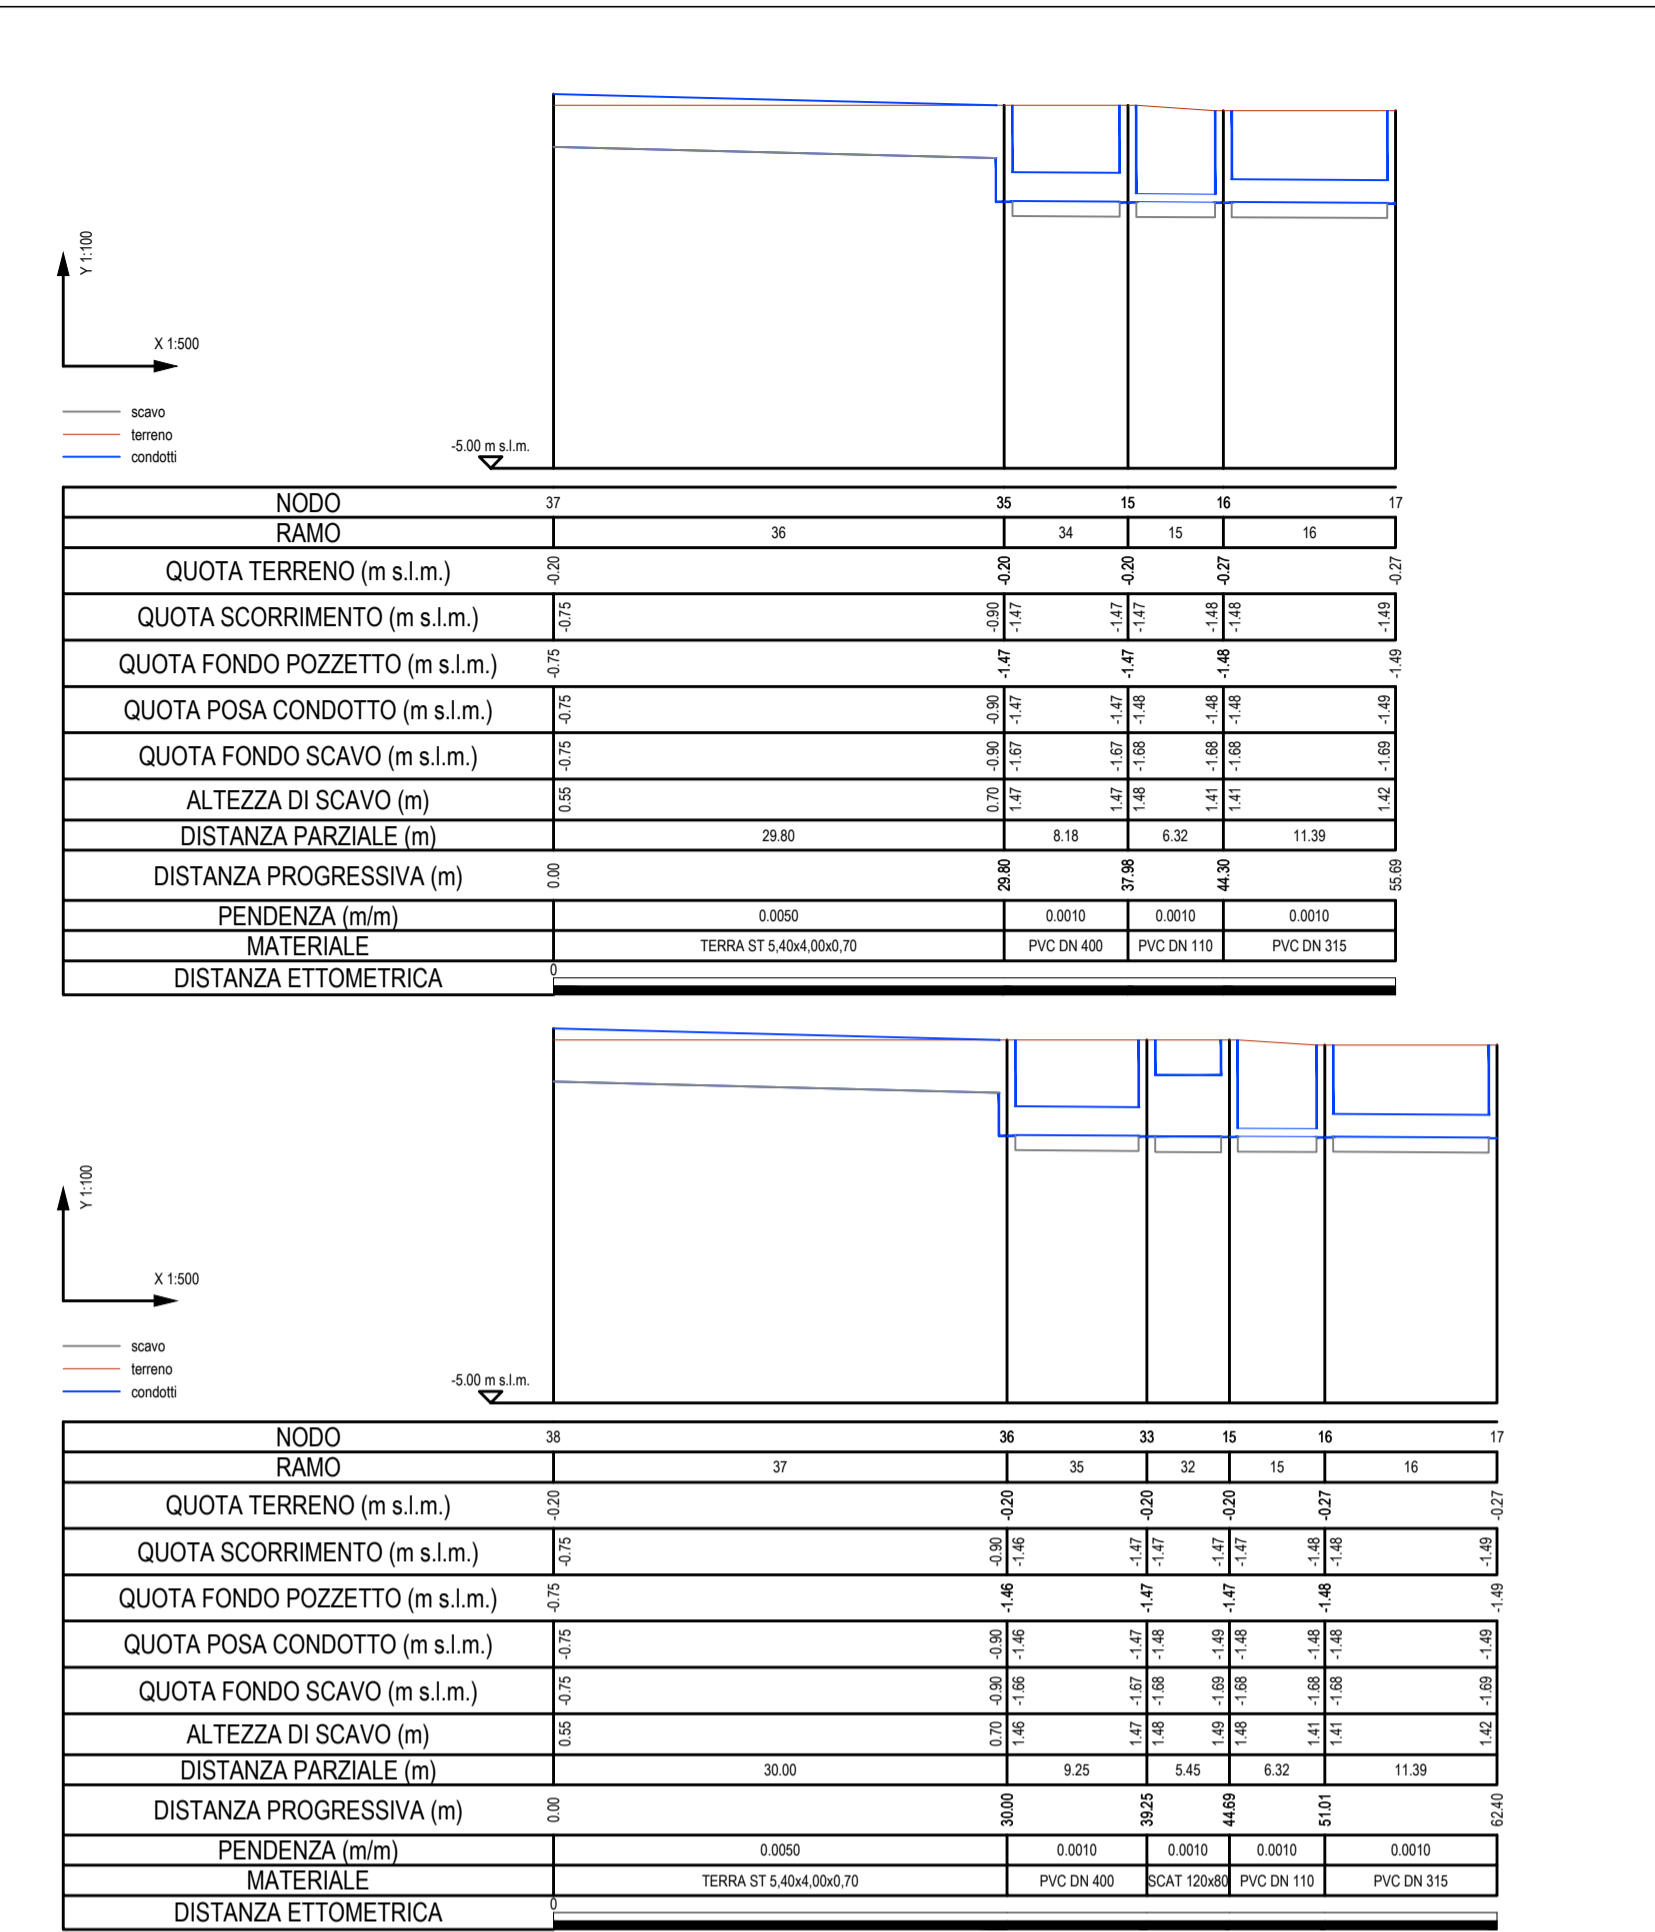 Y 1:100
X 1:500
scavo
terreno
condotti
-5.00 m s.l.m.
NODO 37 35 15 16 17
RAMO 36 34 15 16
QUOTA TERRENO (m s.l.m.) -0.20 -0.20 -0.20 -0.27 -0.27
QUOTA SCORRIMENTO (m s.l.m.) -0.75 -0.90 -1.47 -1.47 -1.47 -1.48 -1.48 -1.49
QUOTA FONDO POZZETTO (m s.l.m.) -0.75 -1.47 -1.47 -1.48 -1.49
QUOTA POSA CONDOTTO (m s.l.m.) -0.75 -0.90 -1.47 -1.47 -1.48 -1.48 -1.48 -1.49
QUOTA FONDO SCAVO (m s.l.m.) -0.75 -0.90 -1.67 -1.67 -1.68 -1.68 -1.68 -1.69
ALTEZZA DI SCAVO (m) 0.55 0.70 1.47 1.47 1.48 1.41 1.41 1.42
DISTANZA PARZIALE (m) 29.80 8.18 6.32 11.39
DISTANZA PROGRESSIVA (m) 0.00 29.80 37.98 44.30 55.69
PENDENZA (m/m) 0.0050 0.0010 0.0010 0.0010
MATERIALE TERRA ST 5,40x4,00x0,70 PVC DN 400 PVC DN 110 PVC DN 315
DISTANZA ETTOMETRICA 0
Y 1:100
X 1:500
scavo
terreno
condotti
-5.00 m s.l.m.
NODO 38 36 33 15 16 17
RAMO 37 35 32 15 16
QUOTA TERRENO (m s.l.m.) -0.20 -0.20 -0.20 -0.20 -0.27 -0.27
QUOTA SCORRIMENTO (m s.l.m.) -0.75 -0.90 -1.46 -1.47 -1.47 -1.47 -1.47 -1.48 -1.48 -1.49
QUOTA FONDO POZZETTO (m s.l.m.) -0.75 -1.46 -1.47 -1.47 -1.48 -1.49
QUOTA POSA CONDOTTO (m s.l.m.) -0.75 -0.90 -1.46 -1.47 -1.48 -1.49 -1.48 -1.48 -1.48 -1.49
QUOTA FONDO SCAVO (m s.l.m.) -0.75 -0.90 -1.66 -1.67 -1.68 -1.69 -1.68 -1.68 -1.68 -1.69
ALTEZZA DI SCAVO (m) 0.55 0.70 1.46 1.47 1.48 1.49 1.48 1.41 1.41 1.42
DISTANZA PARZIALE (m) 30.00 9.25 5.45 6.32 11.39
DISTANZA PROGRESSIVA (m) 0.00 30.00 39.25 44.69 51.01 62.40
PENDENZA (m/m) 0.0050 0.0010 0.0010 0.0010 0.0010
MATERIALE TERRA ST 5,40x4,00x0,70 PVC DN 400 SCAT 120x80 PVC DN 110 PVC DN 315
DISTANZA ETTOMETRICA 0